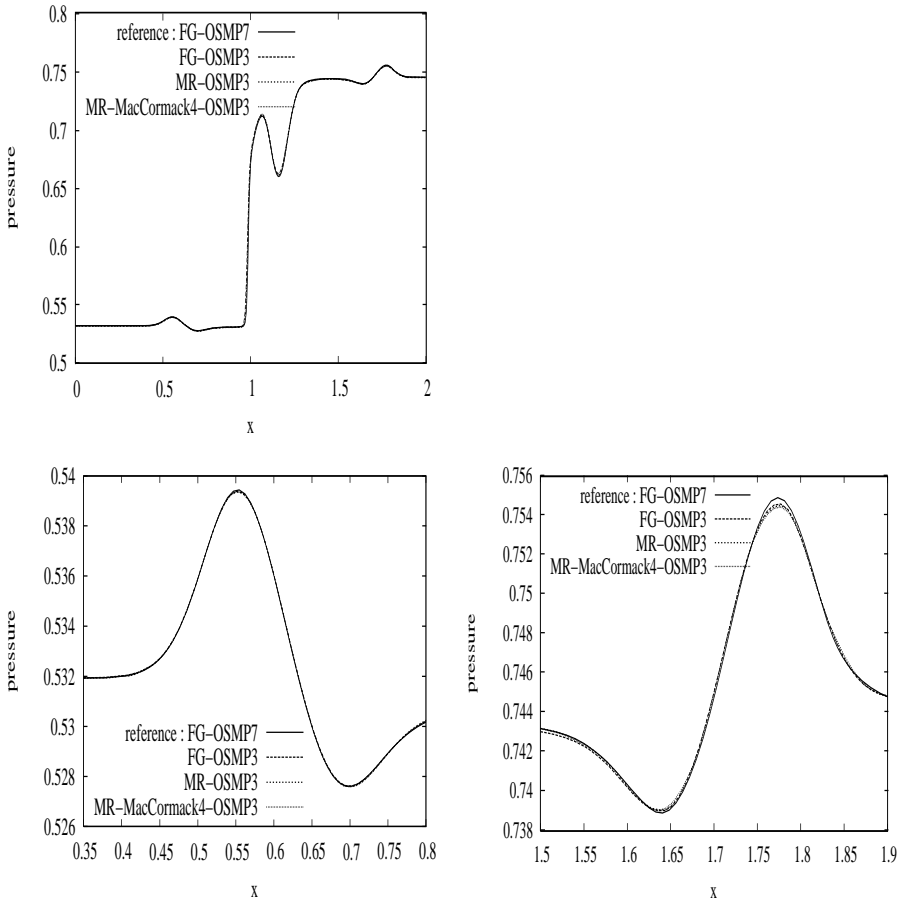 0.8
0.75
0.7
0.65
0.6
0.55
0.5
0
0.5
1
1.5
2
pressure
x
reference : FG-OSMP7
FG-OSMP3
MR-OSMP3
MR-MacCormack4-OSMP3
0.54
0.538
0.536
0.534
0.532
0.53
0.528
0.526
0.35
0.4
0.45
0.5
0.55
0.6
0.65
0.7
0.75
0.8
pressure
x
reference : FG-OSMP7
FG-OSMP3
MR-OSMP3
MR-MacCormack4-OSMP3
0.756
0.754
0.752
0.75
0.748
0.746
0.744
0.742
0.74
0.738
1.5
1.55
1.6
1.65
1.7
1.75
1.8
1.85
1.9
pressure
x
reference : FG-OSMP7
FG-OSMP3
MR-OSMP3
MR-MacCormack4-OSMP3